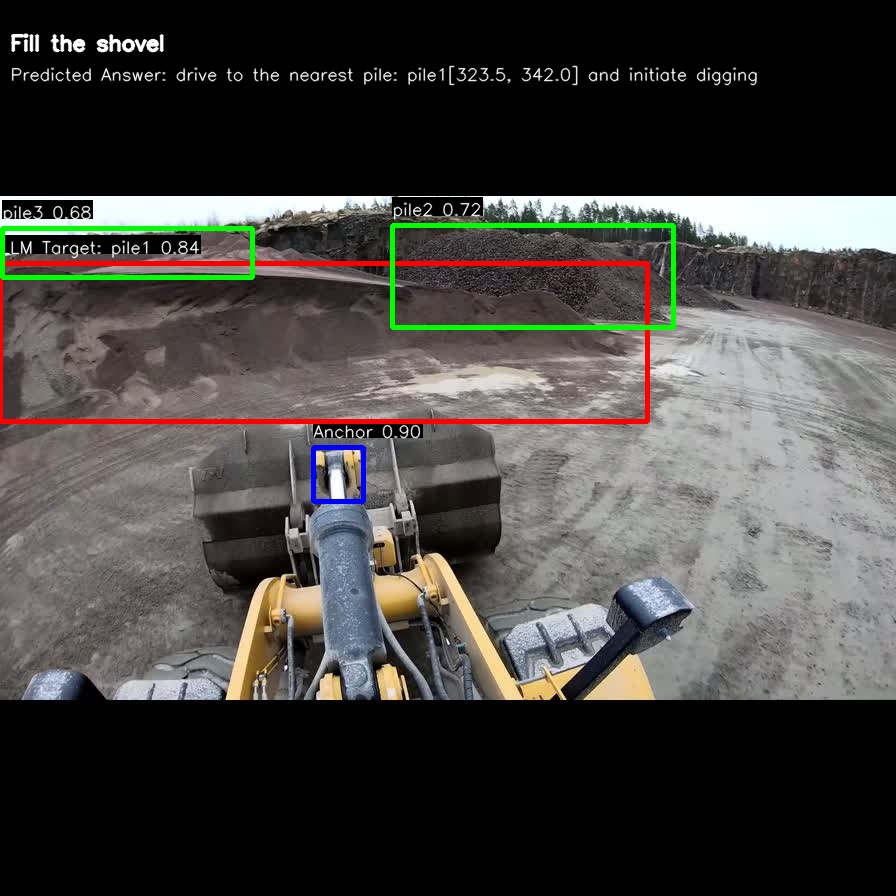 Fill the shovel
Predicted Answer: drive to the nearest pile: pile1[323.5, 342.0] and initiate digging
pile3 0.68
pile2 0.72
LM Target: pile1 0.84
Anchor 0.90